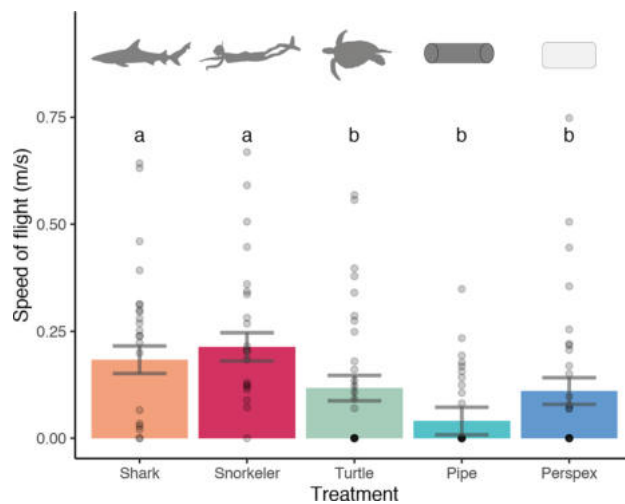 0.75
a a b b b
0.50
Speed of flight (m/s)
0.25
0.00
Shark Snorkeler Turtle Pipe Perspex
Treatment